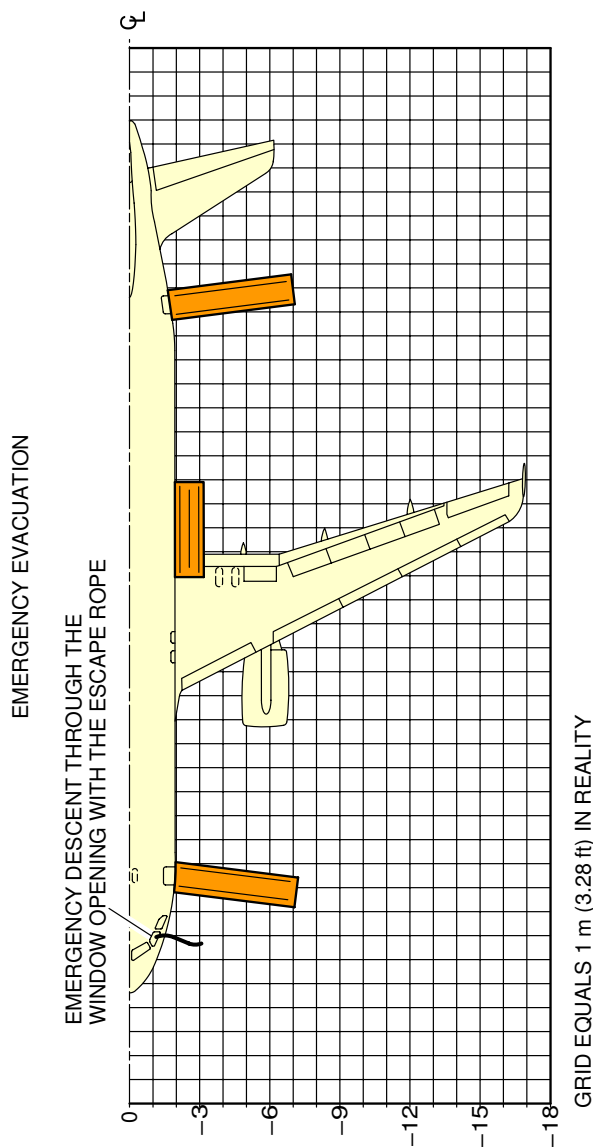 EMERGENCY EVACUATION
EMERGENCY DESCENT THROUGH THE
WINDOW OPENING WITH THE ESCAPE ROPE
℄
0
−3
−6
−9
−12
−15
−18
GRID EQUALS 1 m (3.28 ft) IN REALITY